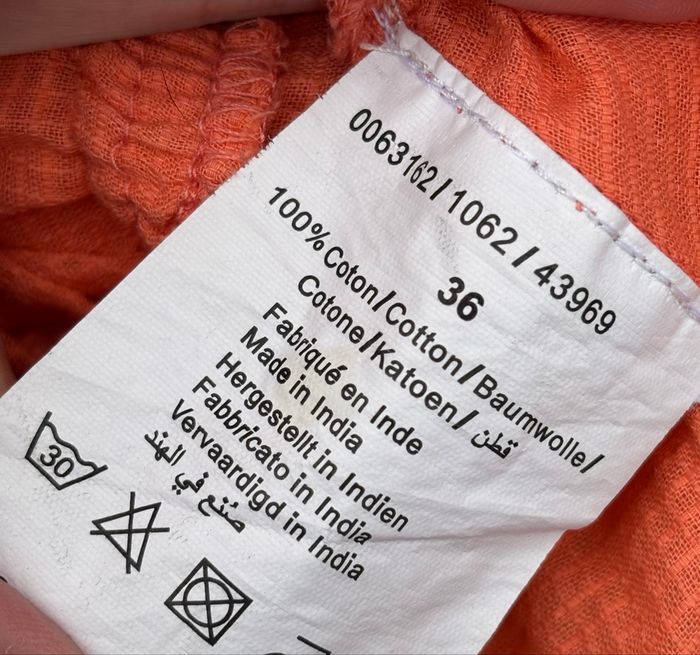 0063162/1062/43969
36
100% Coton/Cotton/Baumwolle/
Cotone/Katoen/قطن
Fabriqué en Inde
Made in India
Hergestellt in Indien
Fabbricato in India
Vervaardigd in India
صنع في الهند
30